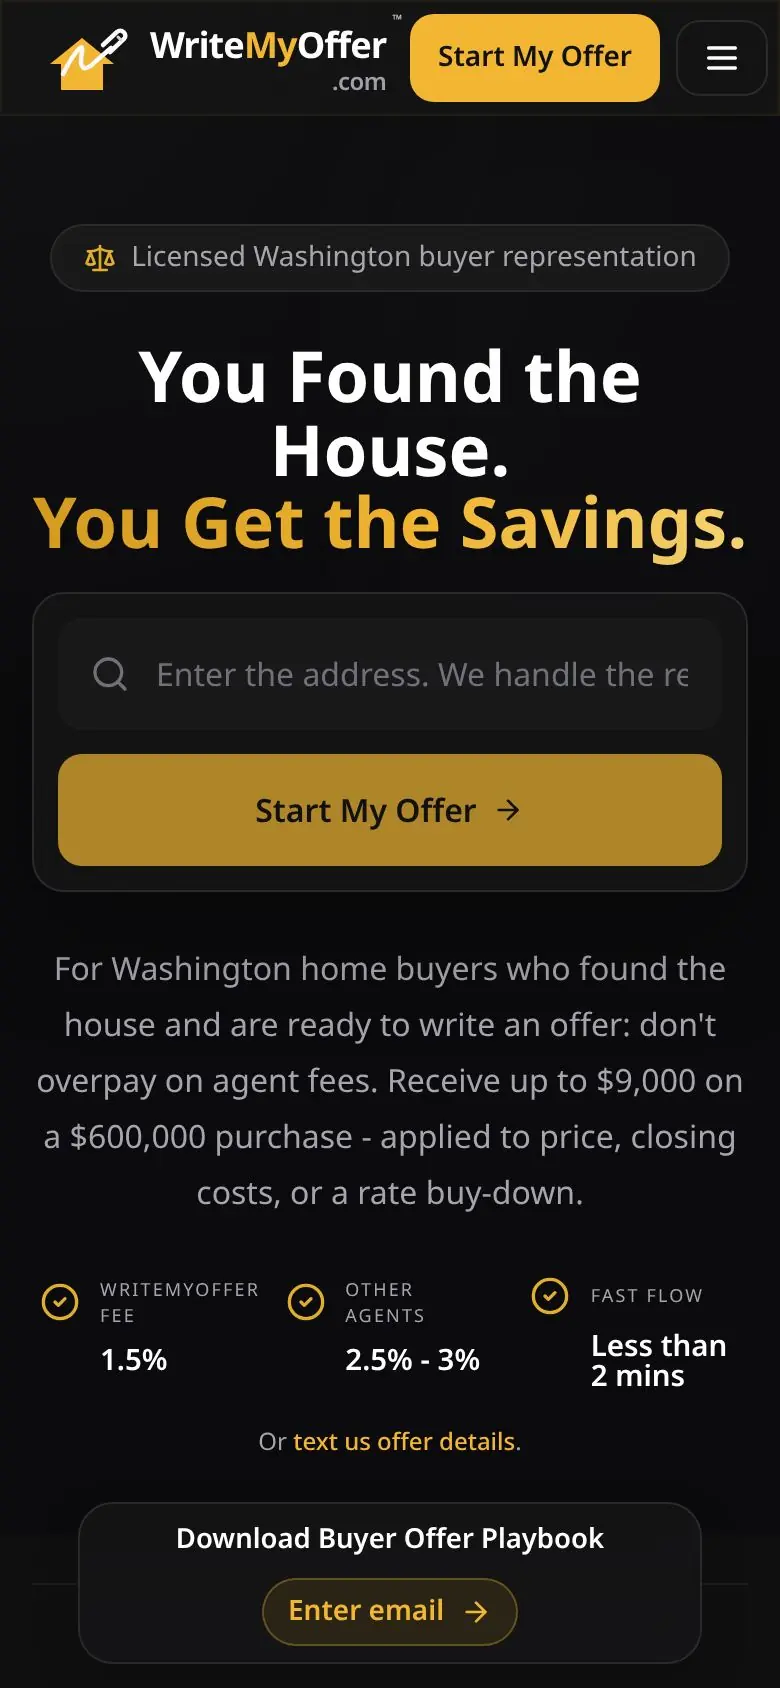 WriteMyOffer™
.com
Start My Offer
Licensed Washington buyer representation
You Found the
House.
You Get the Savings.
Enter the address. We handle the re
Start My Offer →
For Washington home buyers who found the
house and are ready to write an offer: don't
overpay on agent fees. Receive up to $9,000 on
a $600,000 purchase - applied to price, closing
costs, or a rate buy-down.
WRITEMYOFFER
FEE
1.5%
OTHER
AGENTS
2.5% - 3%
FAST FLOW
Less than
2 mins
Or text us offer details.
Download Buyer Offer Playbook
Enter email →